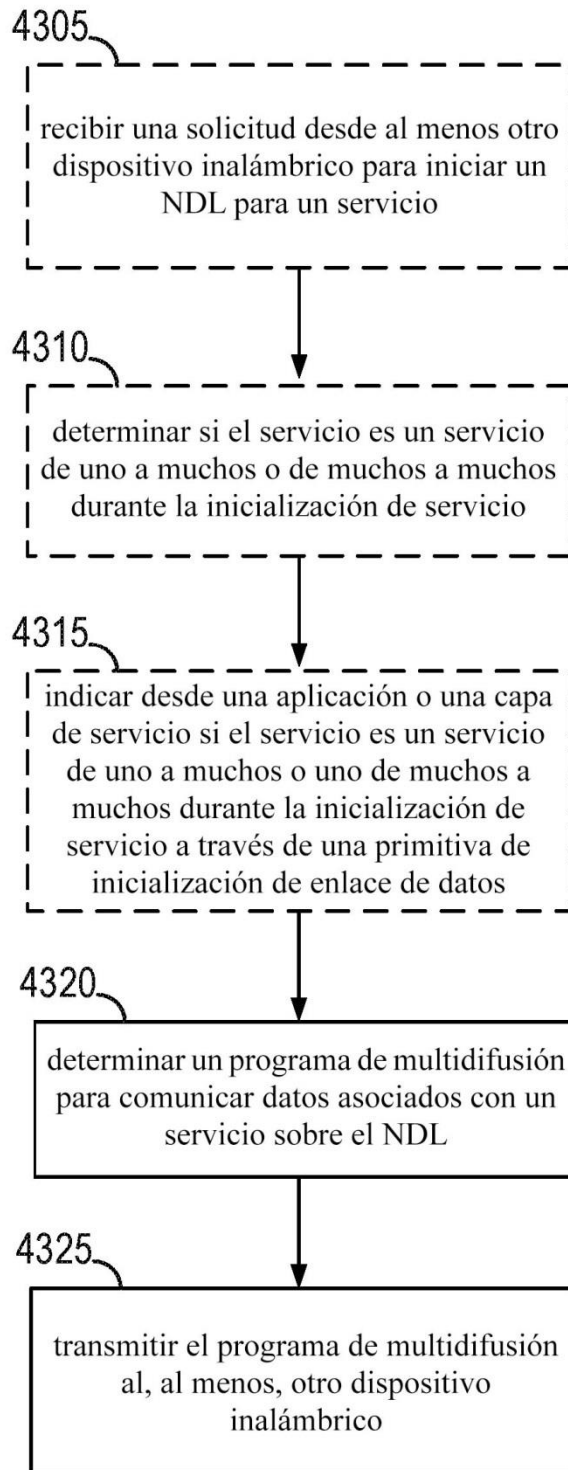 4305
recibir una solicitud desde al menos otro
dispositivo inalámbrico para iniciar un
NDL para un servicio
4310
determinar si el servicio es un servicio
de uno a muchos o de muchos a muchos
durante la inicialización de servicio
4315
indicar desde una aplicación o una capa
de servicio si el servicio es un servicio
de uno a muchos o uno de muchos a
muchos durante la inicialización de
servicio a través de una primitiva de
inicialización de enlace de datos
4320
determinar un programa de multidifusión
para comunicar datos asociados con un
servicio sobre el NDL
4325
transmitir el programa de multidifusión
al, al menos, otro dispositivo
inalámbrico